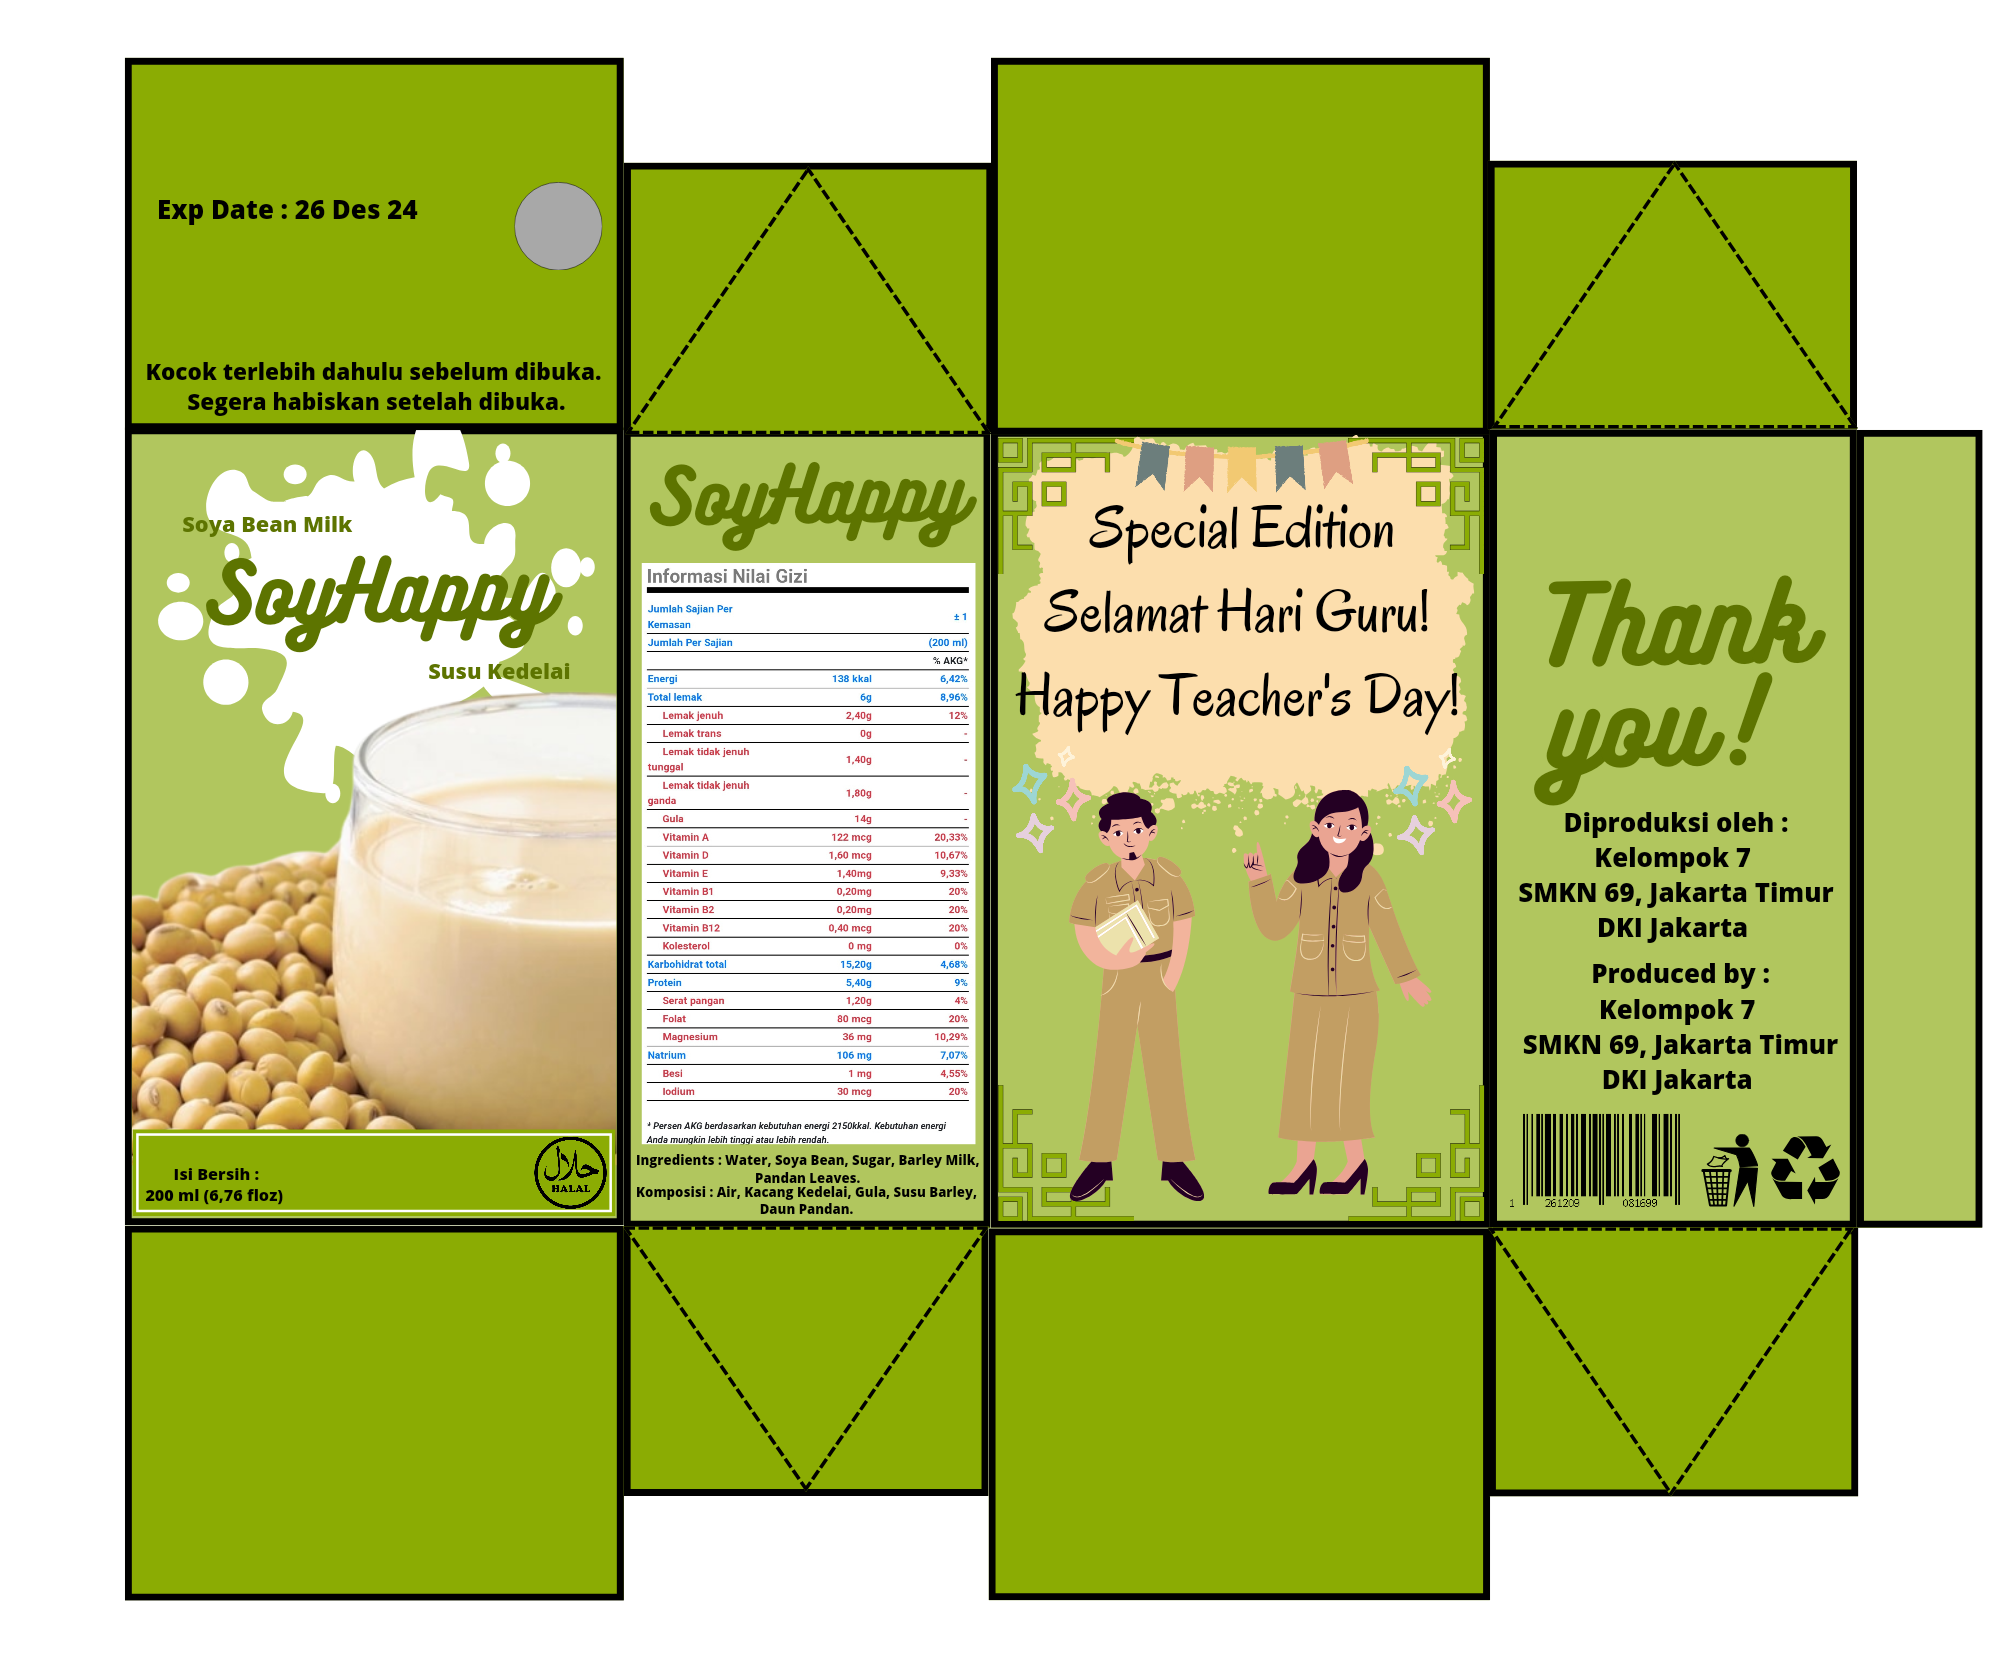 Exp Date : 26 Des 24
Kocok terlebih dahulu sebelum dibuka.
Segera habiskan setelah dibuka.
Soya Bean Milk
SoyHappy
Susu Kedelai
Isi Bersih :
200 ml (6,76 floz)
حلال
HALAL
SoyHappy
Informasi Nilai Gizi
Jumlah Sajian Per
Kemasan ± 1
Jumlah Per Sajian (200 ml)
% AKG*
Energi 138 kkal 6,42%
Total lemak 6g 8,96%
Lemak jenuh 2,40g 12%
Lemak trans 0g -
Lemak tidak jenuh
tunggal 1,40g -
Lemak tidak jenuh
ganda 1,80g -
Gula 14g -
Vitamin A 122 mcg 20,33%
Vitamin D 1,60 mcg 10,67%
Vitamin E 1,40mg 9,33%
Vitamin B1 0,20mg 20%
Vitamin B2 0,20mg 20%
Vitamin B12 0,40 mcg 20%
Kolesterol 0 mg 0%
Karbohidrat total 15,20g 4,68%
Protein 5,40g 9%
Serat pangan 1,20g 4%
Folat 80 mcg 20%
Magnesium 36 mg 10,29%
Natrium 106 mg 7,07%
Besi 1 mg 4,55%
Iodium 30 mcg 20%
* Persen AKG berdasarkan kebutuhan energi 2150kkal. Kebutuhan energi
Anda mungkin lebih tinggi atau lebih rendah.
Ingredients : Water, Soya Bean, Sugar, Barley Milk,
Pandan Leaves.
Komposisi : Air, Kacang Kedelai, Gula, Susu Barley,
Daun Pandan.
Special Edition
Selamat Hari Guru!
Happy Teacher's Day!
Thank
you!
Diproduksi oleh :
Kelompok 7
SMKN 69, Jakarta Timur
DKI Jakarta
Produced by :
Kelompok 7
SMKN 69, Jakarta Timur
DKI Jakarta
1 261209 081699